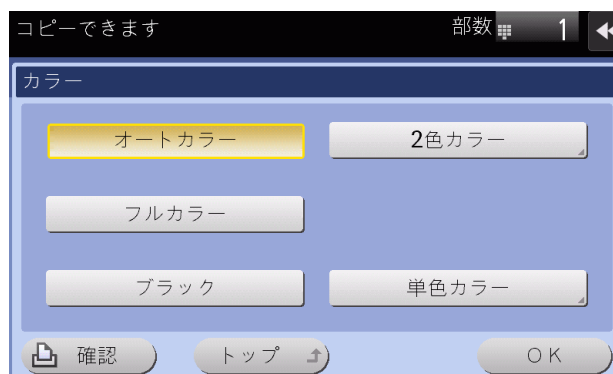 コピーできます 部数 1
カラー
オートカラー 2色カラー
フルカラー
ブラック 単色カラー
確認 トップ OK